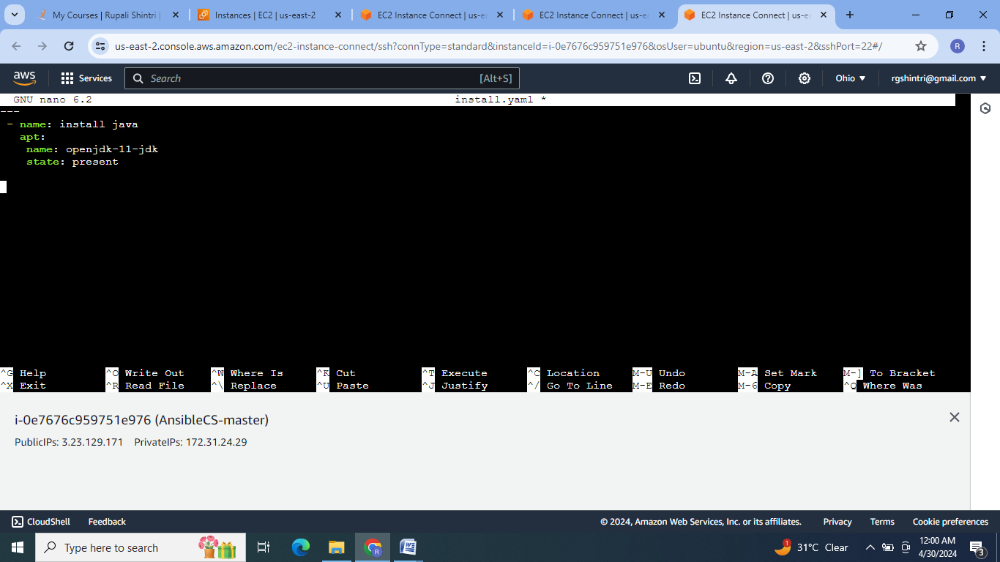 My Courses | Rupali Shintri |
Instances | EC2 | us-east-2
EC2 Instance Connect | us-e
EC2 Instance Connect | us-e
EC2 Instance Connect | us-e
us-east-2.console.aws.amazon.com/ec2-instance-connect/ssh?connType=standard&instanceId=i-0e7676c959751e976&osUser=ubuntu&region=us-east-2&sshPort=22#/
R
aws Services Search [Alt+S] Ohio rgshintri@gmail.com
GNU nano 6.2 install.yaml *
---
- name: install java
apt:
name: openjdk-11-jdk
state: present
^G Help ^O Write Out ^W Where Is ^K Cut ^T Execute ^C Location M-U Undo M-A Set Mark M-] To Bracket
^X Exit ^R Read File ^\ Replace ^U Paste ^J Justify ^/ Go To Line M-E Redo M-6 Copy ^Q Where Was
i-0e7676c959751e976 (AnsibleCS-master)
PublicIPs: 3.23.129.171 PrivateIPs: 172.31.24.29
CloudShell Feedback © 2024, Amazon Web Services, Inc. or its affiliates. Privacy Terms Cookie preferences
Type here to search
R
W
1
31°C Clear
12:00 AM
4/30/2024
3